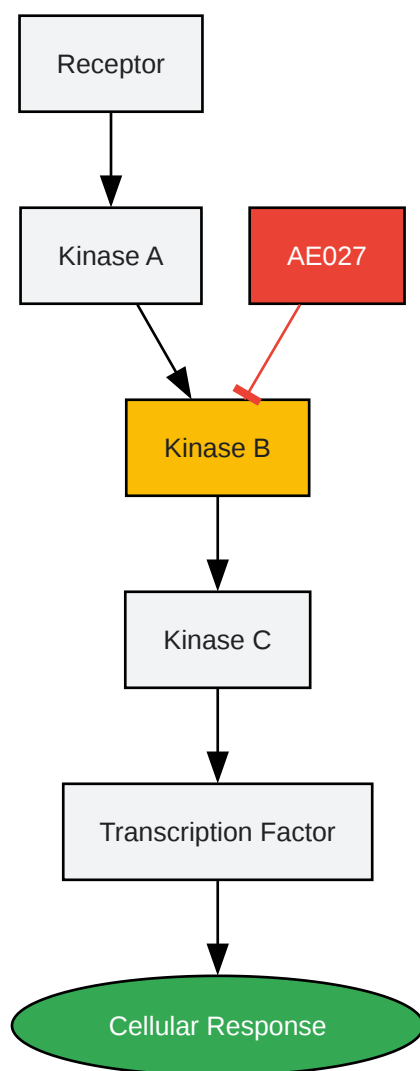 Receptor
Kinase A
AE027
Kinase B
Kinase C
Transcription Factor
Cellular Response